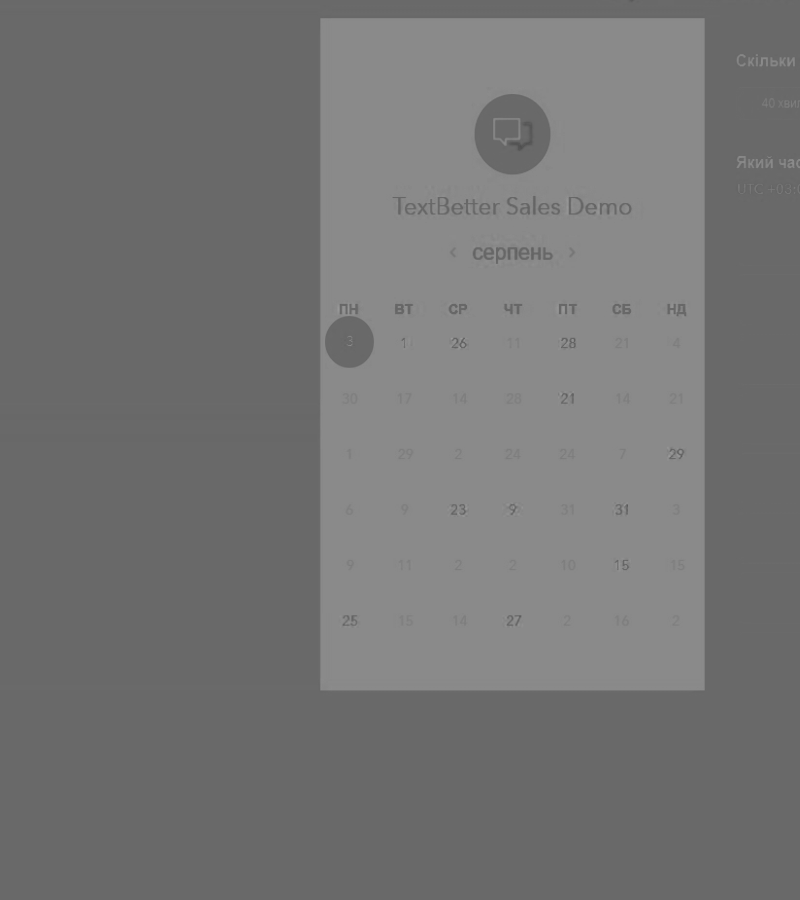 TextBetter Sales Demo
серпень
ПН ВТ СР ЧТ ПТ СБ НД
3 1 26 11 28 21 4
30 17 14 28 21 14 21
1 29 2 24 24 7 29
6 9 23 9 31 31 3
9 11 2 2 10 15 15
25 15 14 27 2 16 2
Скільки
40 хвил
Який час
UTC +03:0